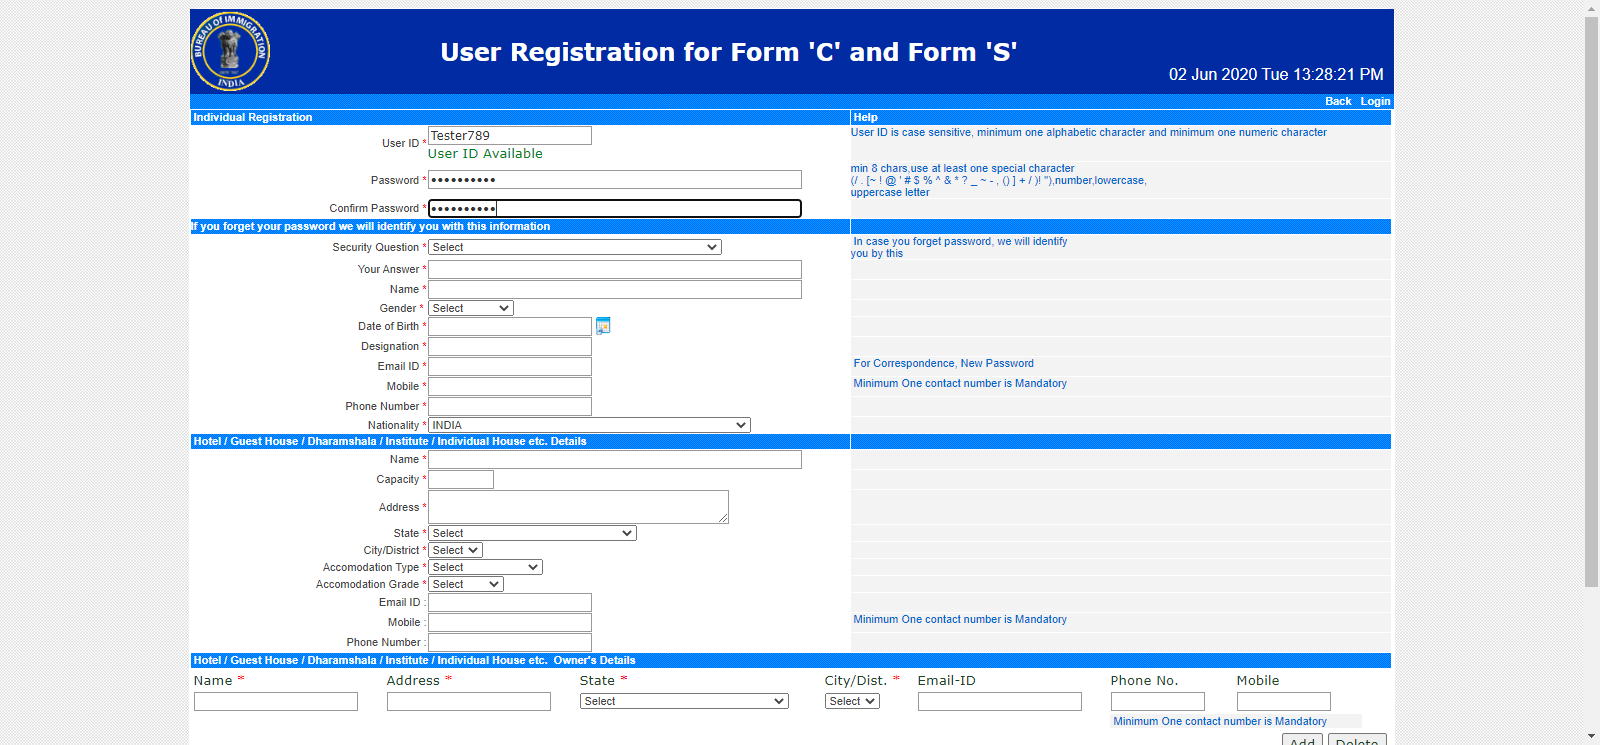 BUREAU OF IMMIGRATION
INDIA
User Registration for Form 'C' and Form 'S'
02 Jun 2020 Tue 13:28:21 PM
Back Login
Individual Registration Help
User ID * Tester789 User ID is case sensitive, minimum one alphabetic character and minimum one numeric character
User ID Available
Password * •••••••••• min 8 chars,use at least one special character
(/ . [~ ! @ ' # $ % ^ & * ? _ ~ - , () ] + / )! "),number,lowercase,
uppercase letter
Confirm Password * ••••••••••
If you forget your password we will identify you with this information
Security Question * Select In case you forget password, we will identify
you by this
Your Answer *
Name *
Gender * Select
Date of Birth *
Designation *
Email ID * For Correspondence, New Password
Mobile * Minimum One contact number is Mandatory
Phone Number *
Nationality * INDIA
Hotel / Guest House / Dharamshala / Institute / Individual House etc. Details
Name *
Capacity *
Address *
State * Select
City/District * Select
Accomodation Type * Select
Accomodation Grade * Select
Email ID :
Mobile : Minimum One contact number is Mandatory
Phone Number :
Hotel / Guest House / Dharamshala / Institute / Individual House etc. Owner's Details
Name * Address * State * City/Dist. * Email-ID Phone No. Mobile
Select Select
Minimum One contact number is Mandatory
Add Delete